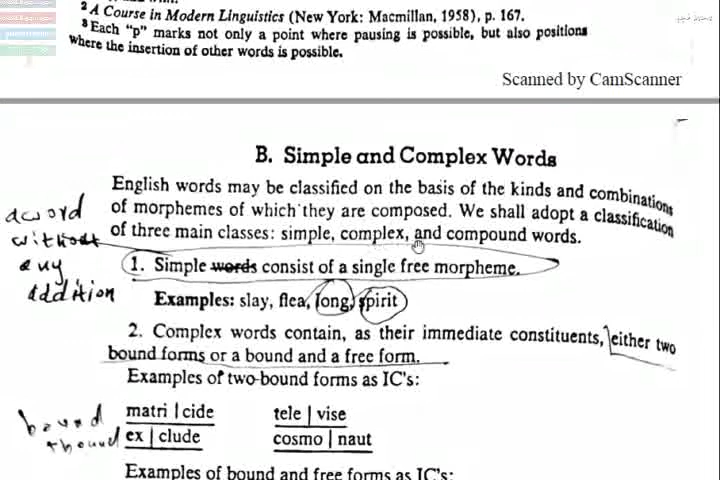 ² A Course in Modern Linguistics (New York: Macmillan, 1958), p. 167.
³ Each “p” marks not only a point where pausing is possible, but also positions
where the insertion of other words is possible.
Scanned by CamScanner
B. Simple and Complex Words
English words may be classified on the basis of the kinds and combinations
of morphemes of which they are composed. We shall adopt a classification
of three main classes: simple, complex, and compound words.
a word
without
any
addition
1. Simple words consist of a single free morpheme.
Examples: slay, flea, long, spirit
2. Complex words contain, as their immediate constituents, either two
bound forms or a bound and a free form.
Examples of two-bound forms as IC's:
bound
+bound
matri | cide tele | vise
ex | clude cosmo | naut
Examples of bound and free forms as IC's: